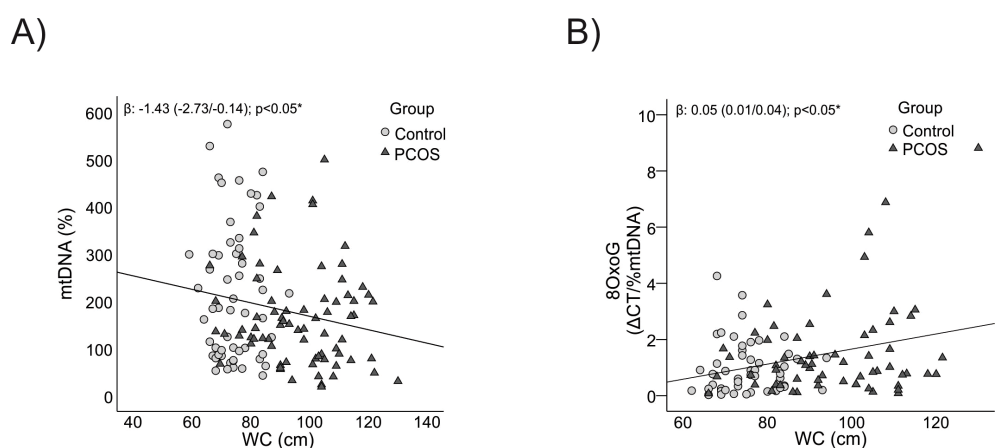 A)
B)
β: -1.43 (-2.73/-0.14); p<0.05*
Group
Control
PCOS
600
500
400
300
200
100
0
mtDNA (%)
40 60 80 100 120 140
WC (cm)
β: 0.05 (0.01/0.04); p<0.05*
Group
Control
PCOS
10
8
6
4
2
0
8OxoG
(ΔCT/%mtDNA)
60 80 100 120
WC (cm)